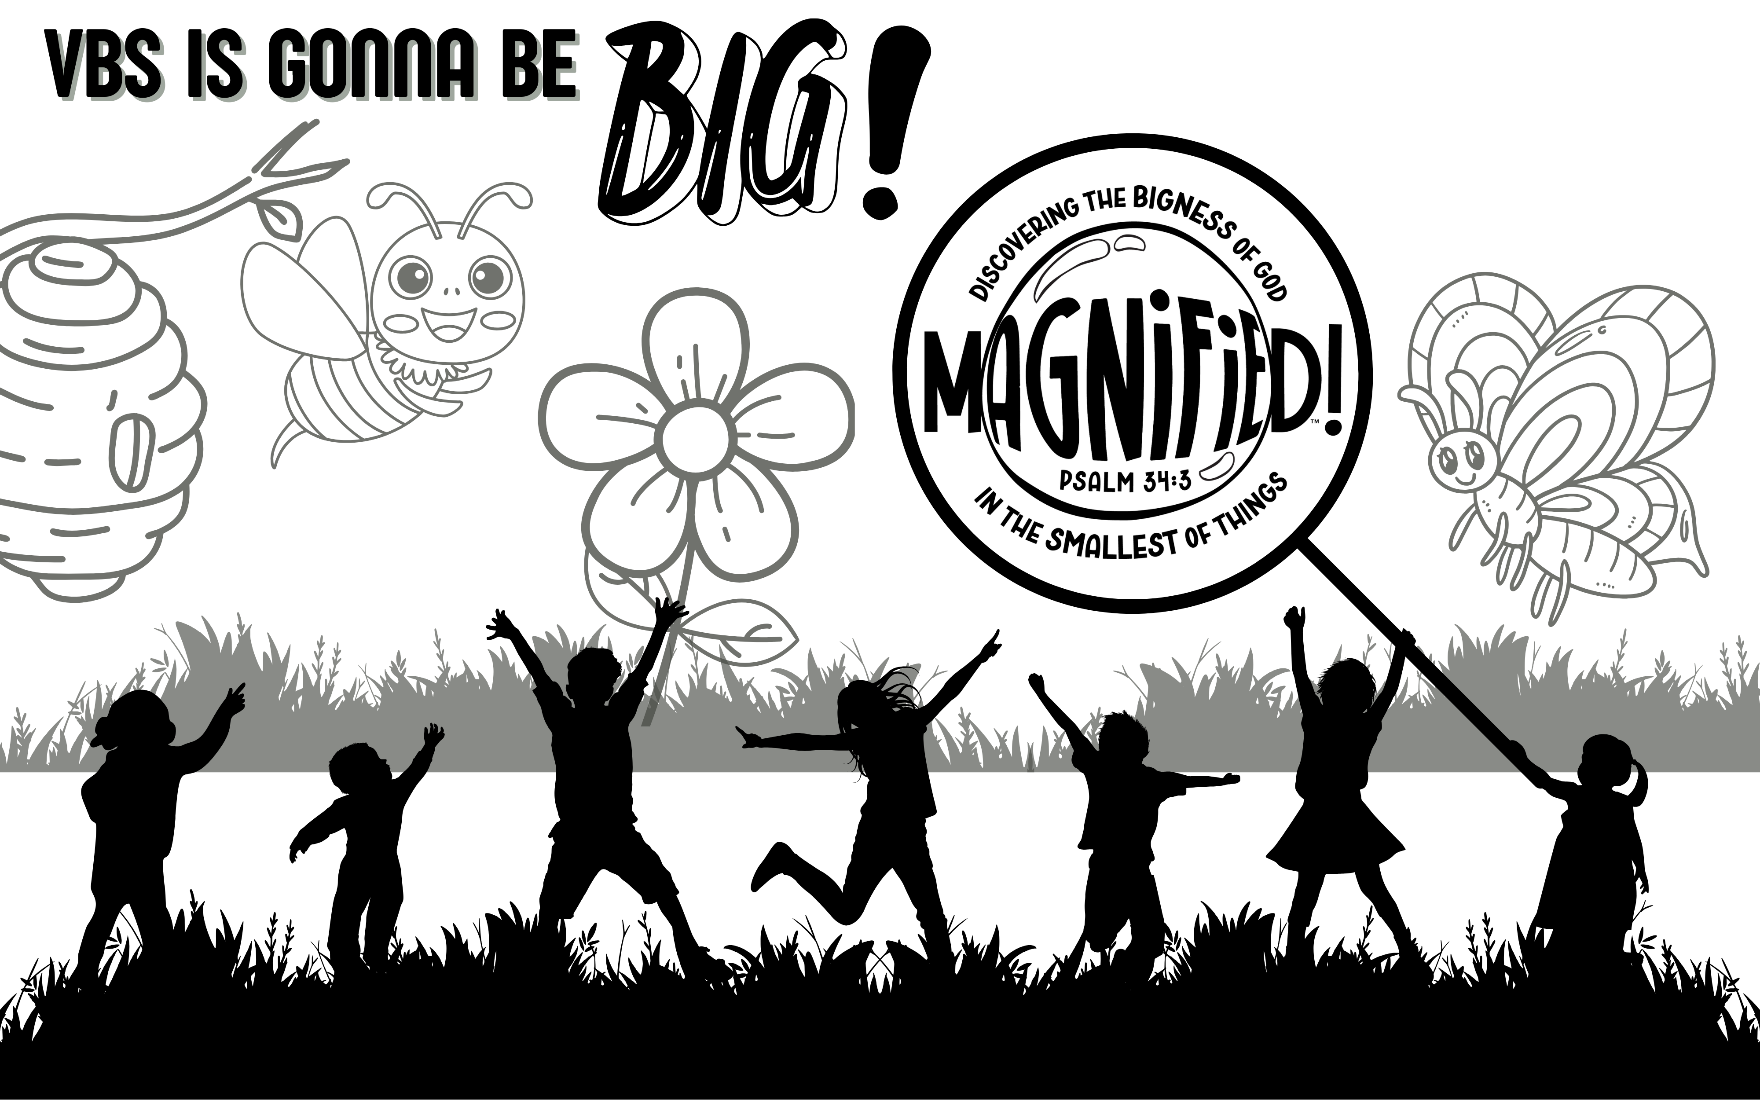 VBS IS GONNA BE BIG!
DISCOVERING THE BIGNESS OF GOD
MAGNiFiED!™
PSALM 34:3
IN THE SMALLEST OF THINGS